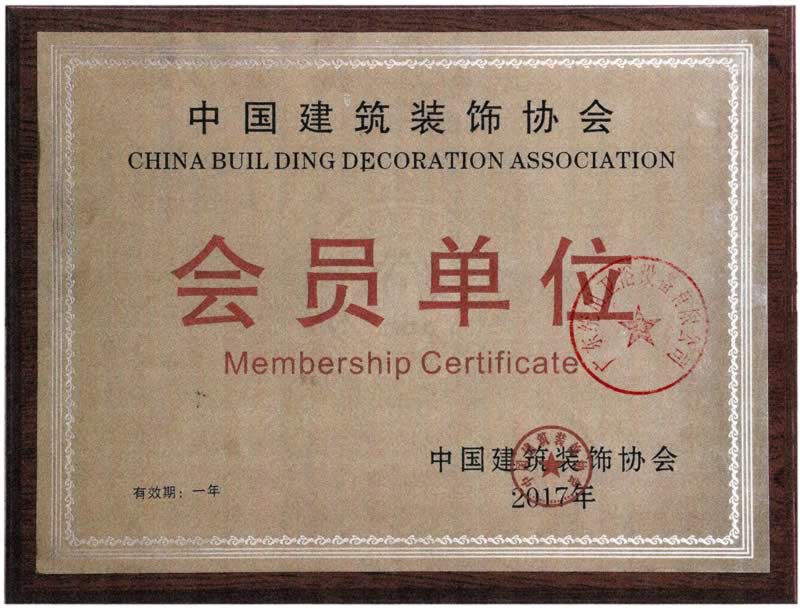 中国建筑装饰协会
CHINA BUIL DING DECORATION ASSOCIATION
会员单位
Membership Certificate
中国建筑装饰协会
有效期：一年
2017年